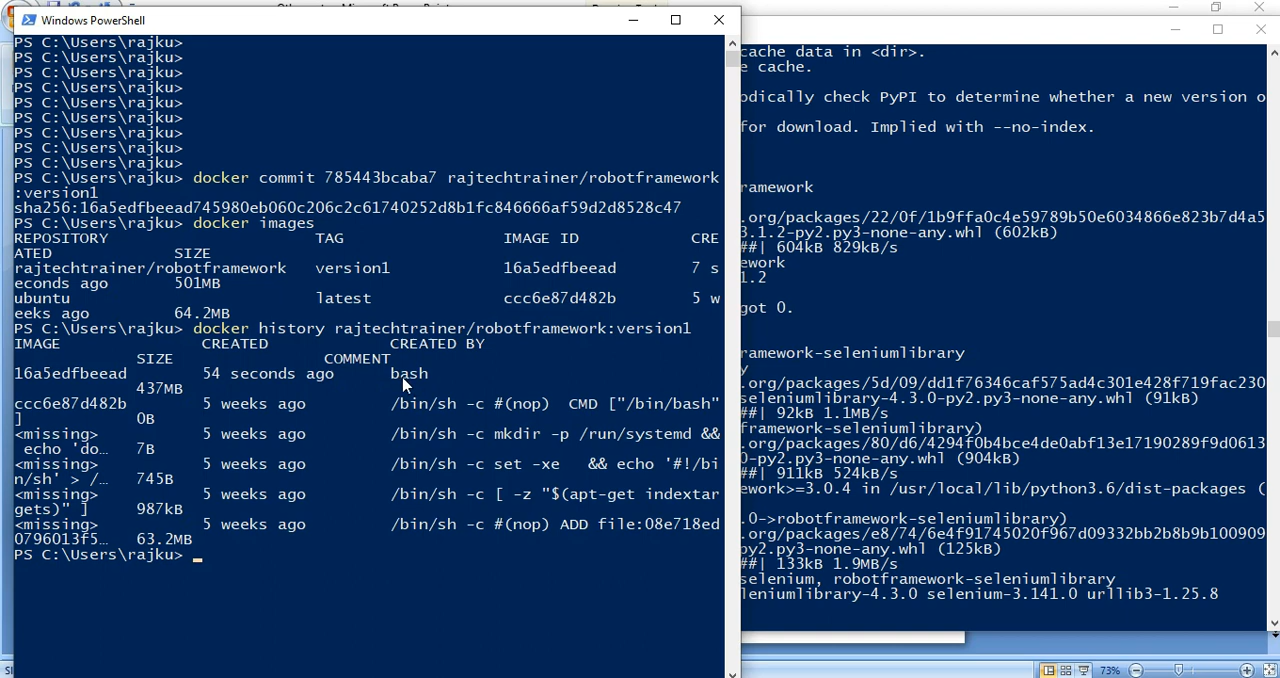 Windows PowerShell
PS C:\Users\rajku>
PS C:\Users\rajku>
PS C:\Users\rajku>
PS C:\Users\rajku>
PS C:\Users\rajku>
PS C:\Users\rajku>
PS C:\Users\rajku>
PS C:\Users\rajku>
PS C:\Users\rajku>
PS C:\Users\rajku> docker commit 785443bcaba7 rajtechtrainer/robotframework
:version1
sha256:16a5edfbeead745980eb060c206c2c61740252d8b1fc846666af59d2d8528c47
PS C:\Users\rajku> docker images
REPOSITORY TAG IMAGE ID CRE
ATED SIZE
rajtechtrainer/robotframework version1 16a5edfbeead 7 s
econds ago 501MB
ubuntu latest ccc6e87d482b 5 w
eeks ago 64.2MB
PS C:\Users\rajku> docker history rajtechtrainer/robotframework:version1
IMAGE CREATED CREATED BY
SIZE COMMENT
16a5edfbeead 54 seconds ago bash
437MB
ccc6e87d482b 5 weeks ago /bin/sh -c #(nop) CMD ["/bin/bash"
] 0B
<missing> 5 weeks ago /bin/sh -c mkdir -p /run/systemd &&
echo 'do… 7B
<missing> 5 weeks ago /bin/sh -c set -xe && echo '#!/bi
n/sh' > /… 745B
<missing> 5 weeks ago /bin/sh -c [ -z "$(apt-get indextar
gets)" ] 987kB
<missing> 5 weeks ago /bin/sh -c #(nop) ADD file:08e718ed
0796013f5… 63.2MB
PS C:\Users\rajku>
cache data in <dir>.
e cache.
odically check PyPI to determine whether a new version o
for download. Implied with --no-index.
ramework
.org/packages/22/0f/1b9ffa0c4e59789b50e6034866e823b7d4a5
3.1.2-py2.py3-none-any.whl (602kB)
##| 604kB 829kB/s
ework
1.2
got 0.
ramework-seleniumlibrary
y
.org/packages/5d/09/dd1f76346caf575ad4c301e428f719fac230
seleniumlibrary-4.3.0-py2.py3-none-any.whl (91kB)
##| 92kB 1.1MB/s
framework-seleniumlibrary)
.org/packages/80/d6/4294f0b4bce4de0abf13e17190289f9d0613
0-py2.py3-none-any.whl (904kB)
##| 911kB 524kB/s
ework>=3.0.4 in /usr/local/lib/python3.6/dist-packages (
.0->robotframework-seleniumlibrary)
.org/packages/e8/74/6e4f91745020f967d09332bb2b8b9b100909
py2.py3-none-any.whl (125kB)
##| 133kB 1.9MB/s
selenium, robotframework-seleniumlibrary
leniumlibrary-4.3.0 selenium-3.141.0 urllib3-1.25.8
73%